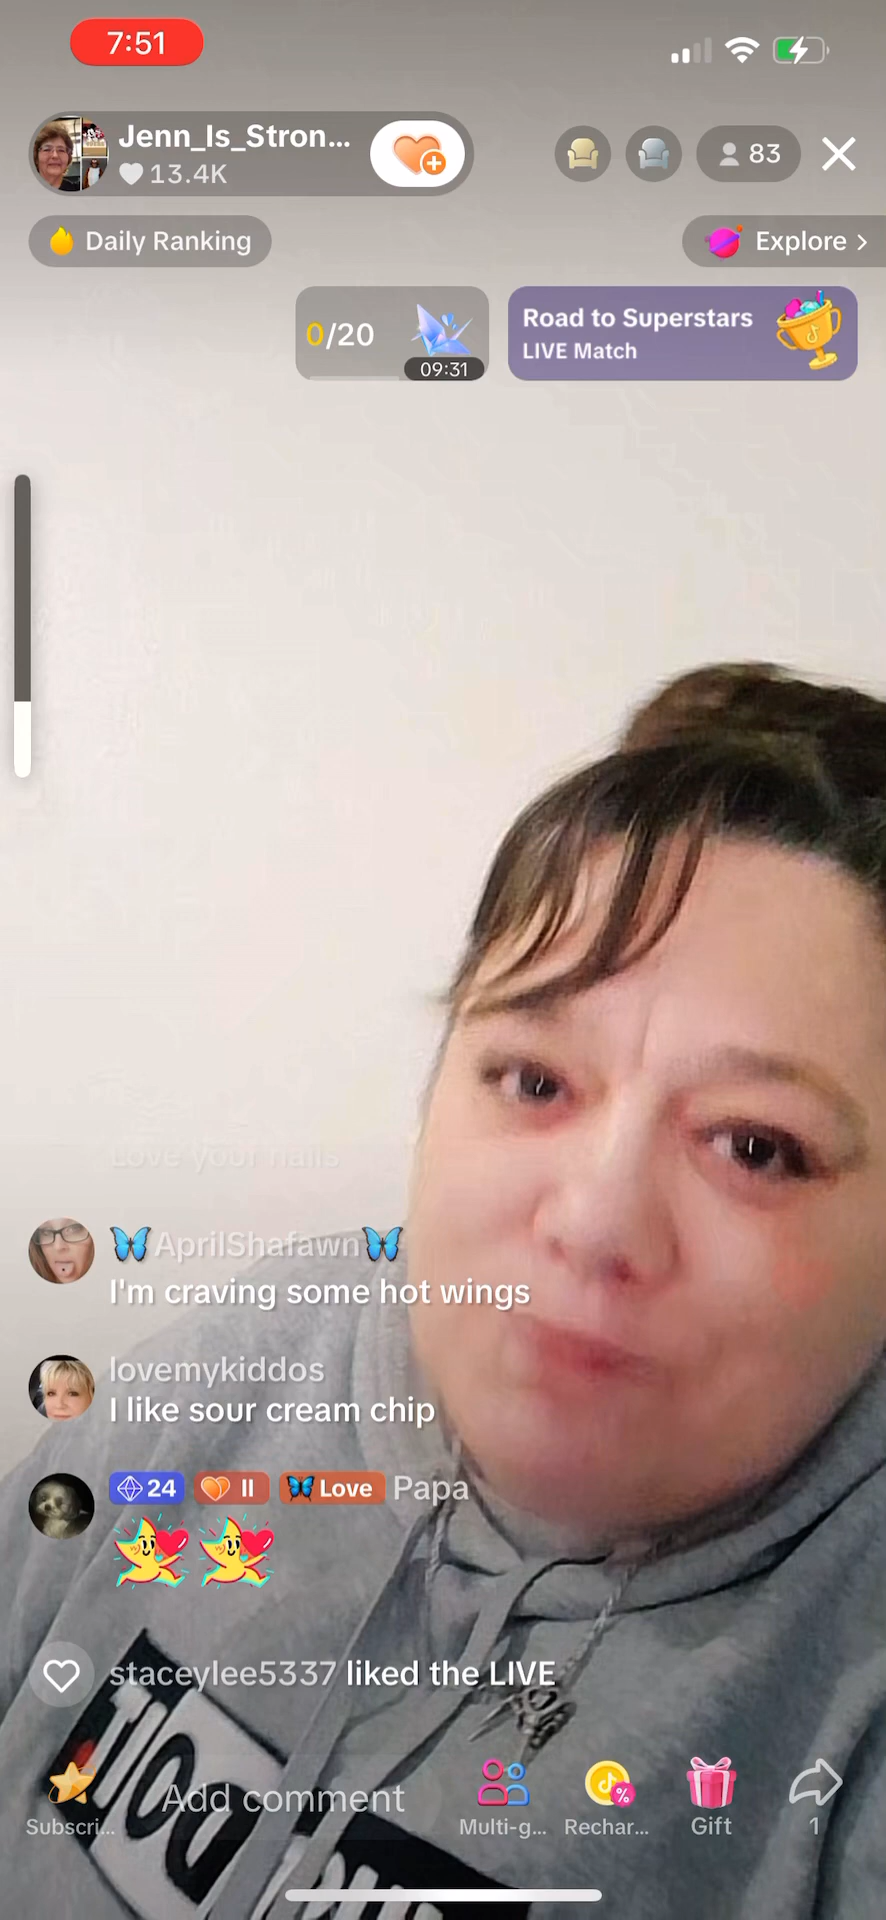 7:51
Jenn_Is_Stron...
13.4K
83
Daily Ranking
Explore >
0/20
09:31
Road to Superstars
LIVE Match
Love your nails
AprilShafawn
I'm craving some hot wings
lovemykiddos
I like sour cream chip
24 II Love Papa
staceylee5337 liked the LIVE
Add comment
Subscri...
Multi-g...
Rechar...
Gift
1